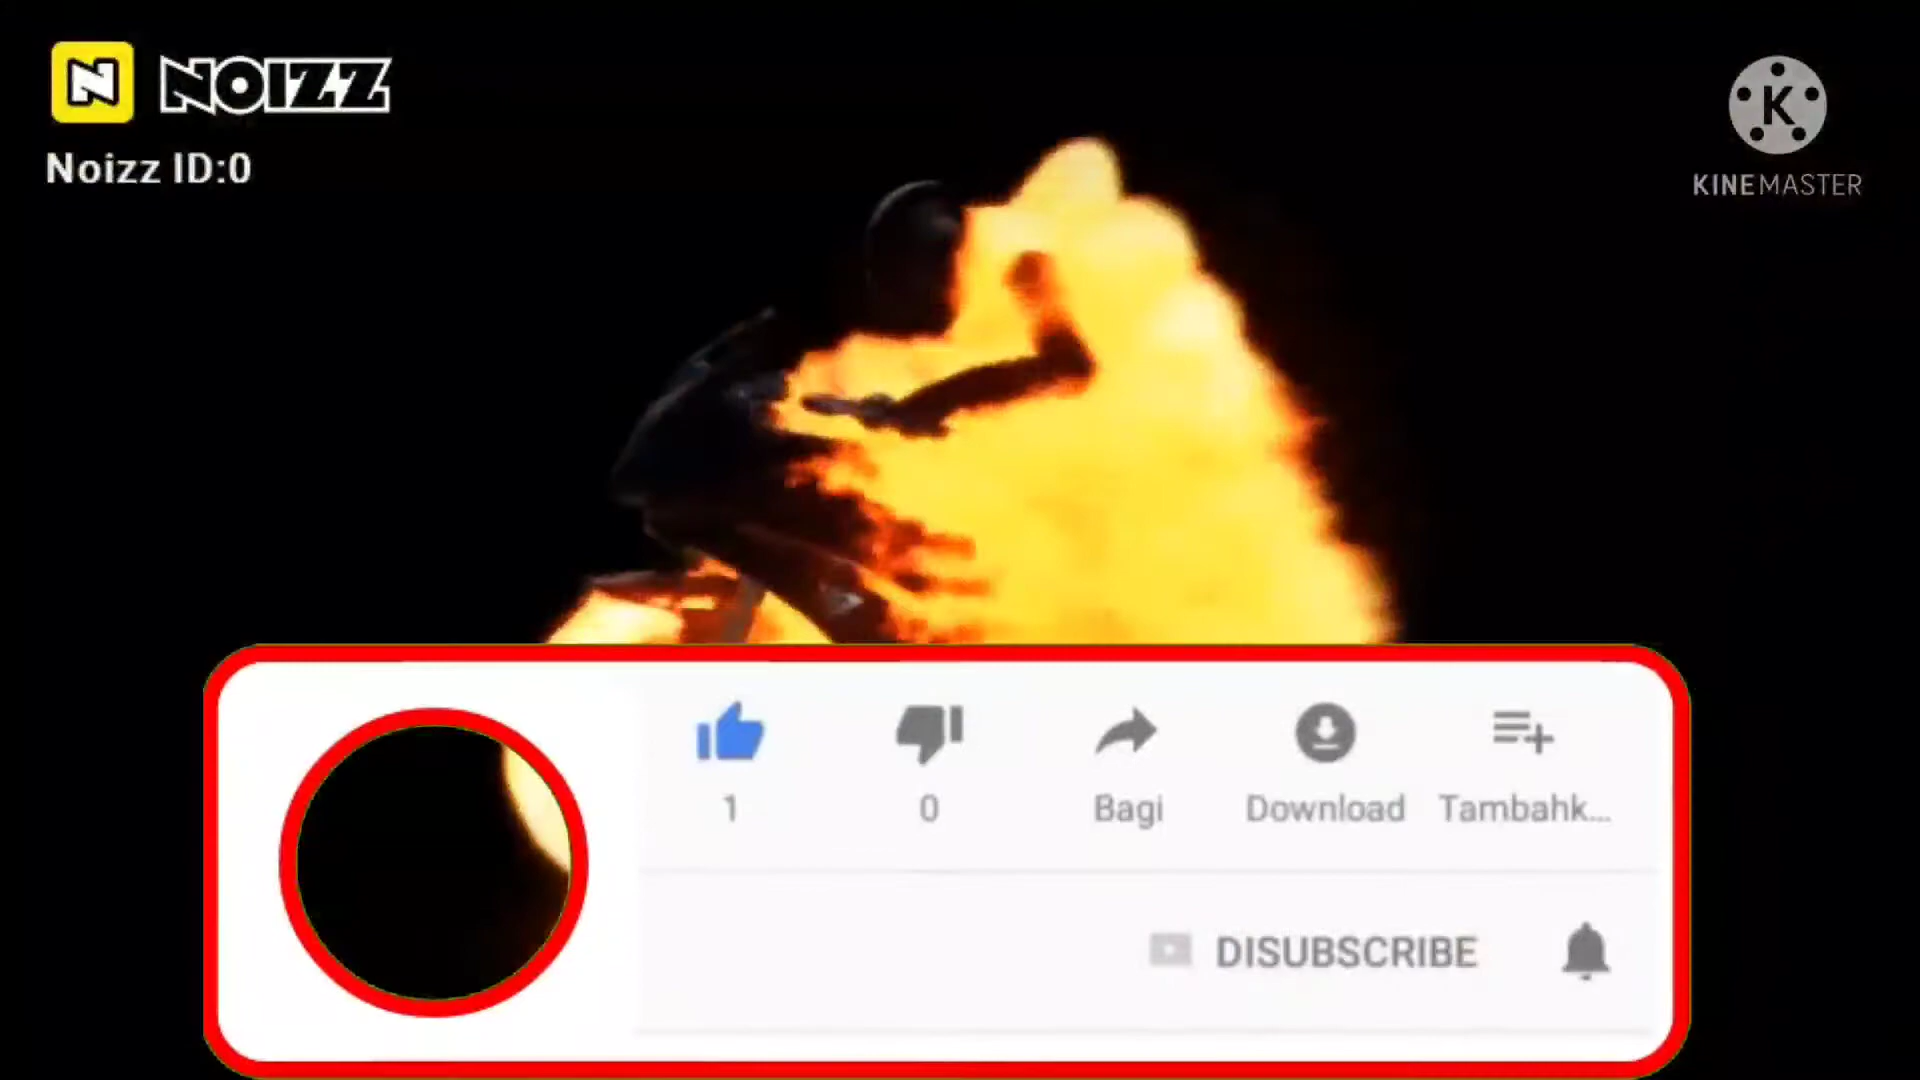 N NOIZZ
Noizz ID:0
K
KINEMASTER
1
0
Bagi
Download
Tambahk...
DISUBSCRIBE